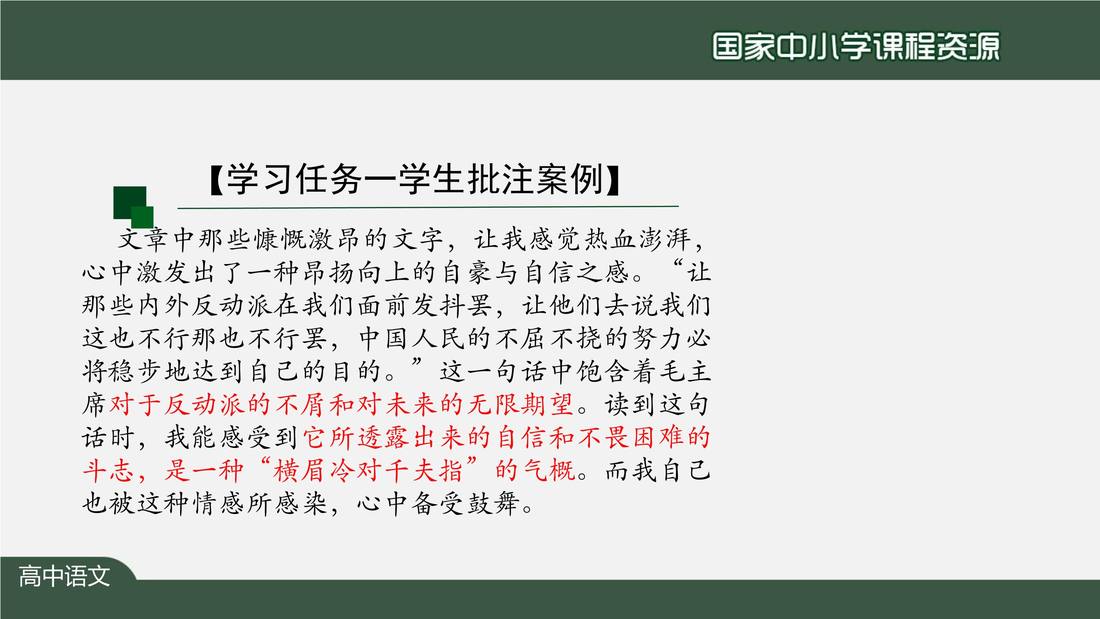 国家中小学课程资源
【学习任务一学生批注案例】
文章中那些慷慨激昂的文字，让我感觉热血澎湃，
心中激发出了一种昂扬向上的自豪与自信之感。“让
那些内外反动派在我们面前发抖罢，让他们去说我们
这也不行那也不行罢，中国人民的不屈不挠的努力必
将稳步地达到自己的目的。”这一句话中饱含着毛主
席对于反动派的不屑和对未来的无限期望。读到这句
话时，我能感受到它所透露出来的自信和不畏困难的
斗志，是一种“横眉冷对千夫指”的气概。而我自己
也被这种情感所感染，心中备受鼓舞。
高中语文